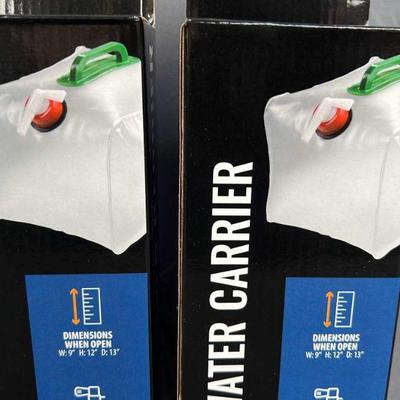 DIMENSIONS
WHEN OPEN
W: 9" H: 12" D: 13"
WATER CARRIER
DIMENSIONS
WHEN OPEN
W: 9" H: 12" D: 13"